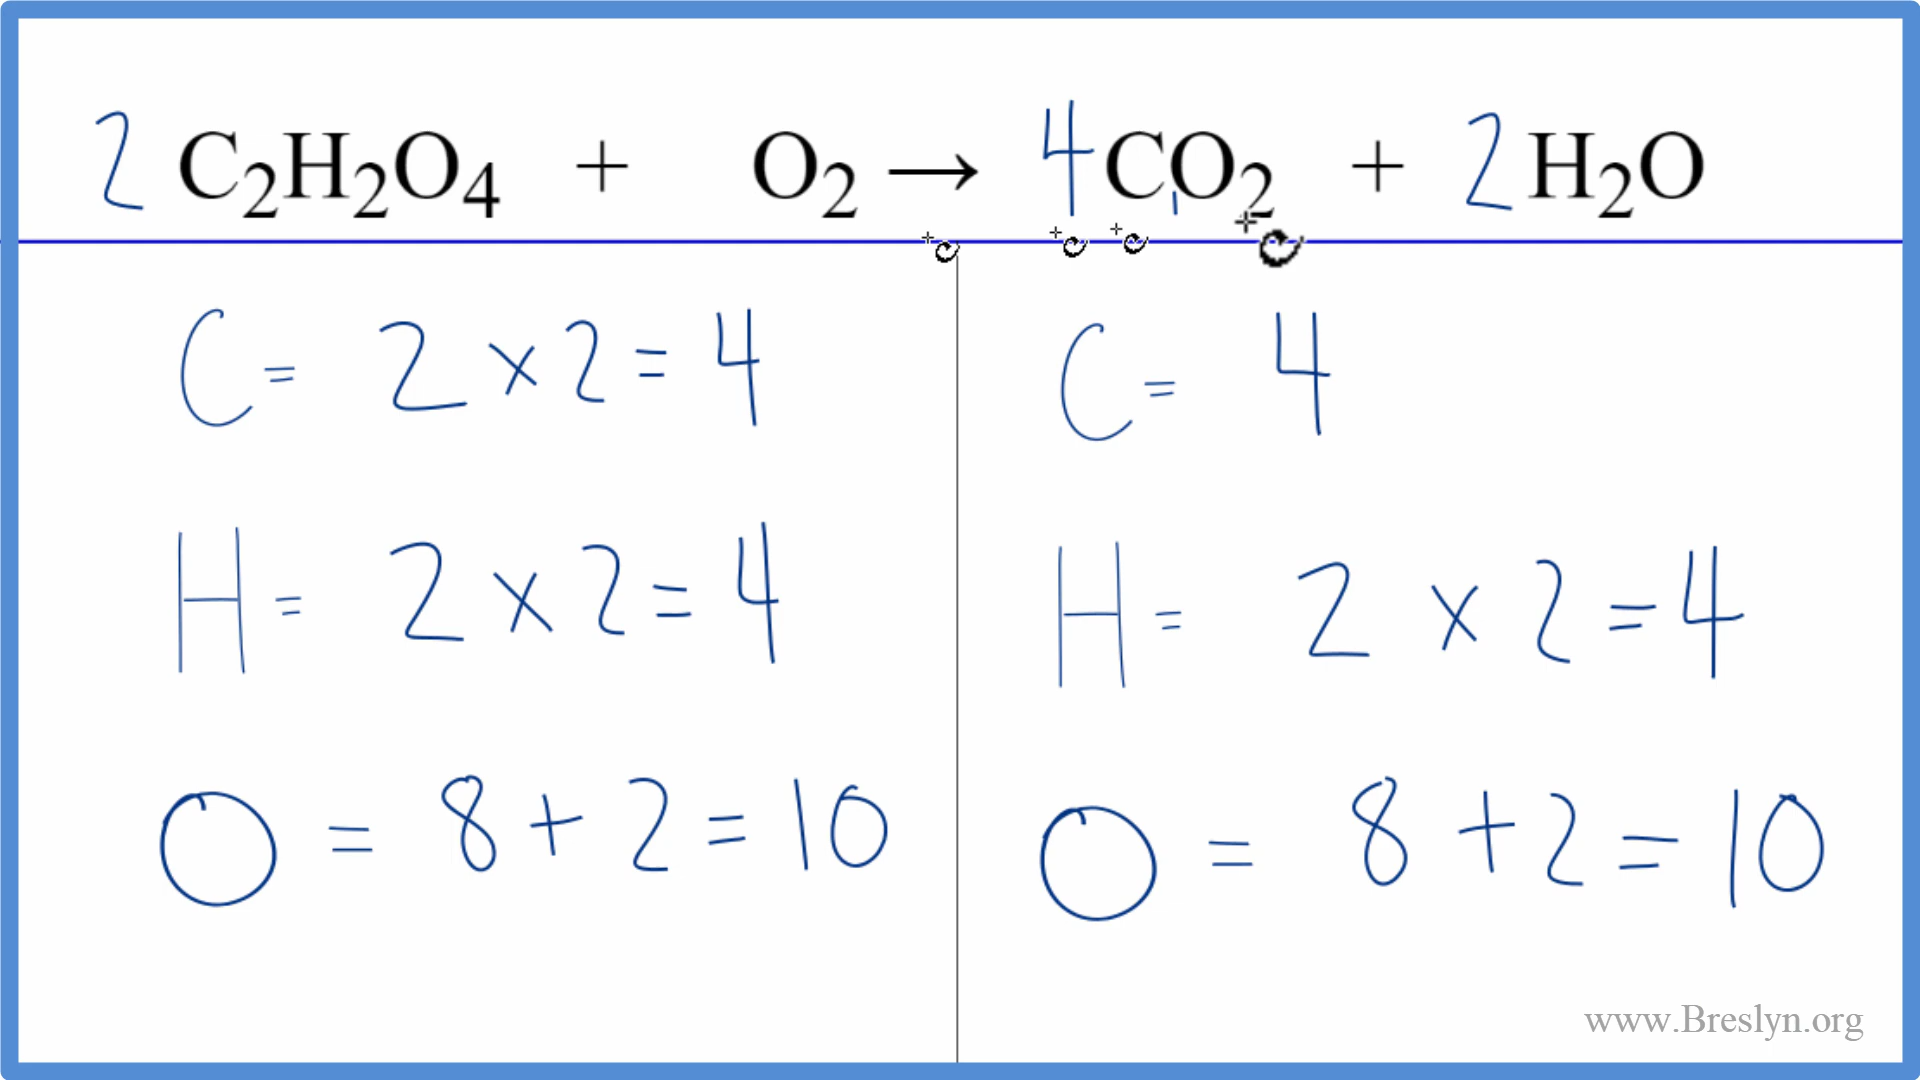 2 C₂H₂O₄ + O₂ → 4 CO₂ + 2 H₂O
C = 2 x 2 = 4
C = 4
H = 2 x 2 = 4
H = 2 x 2 = 4
O = 8 + 2 = 10
O = 8 + 2 = 10
www.Breslyn.org